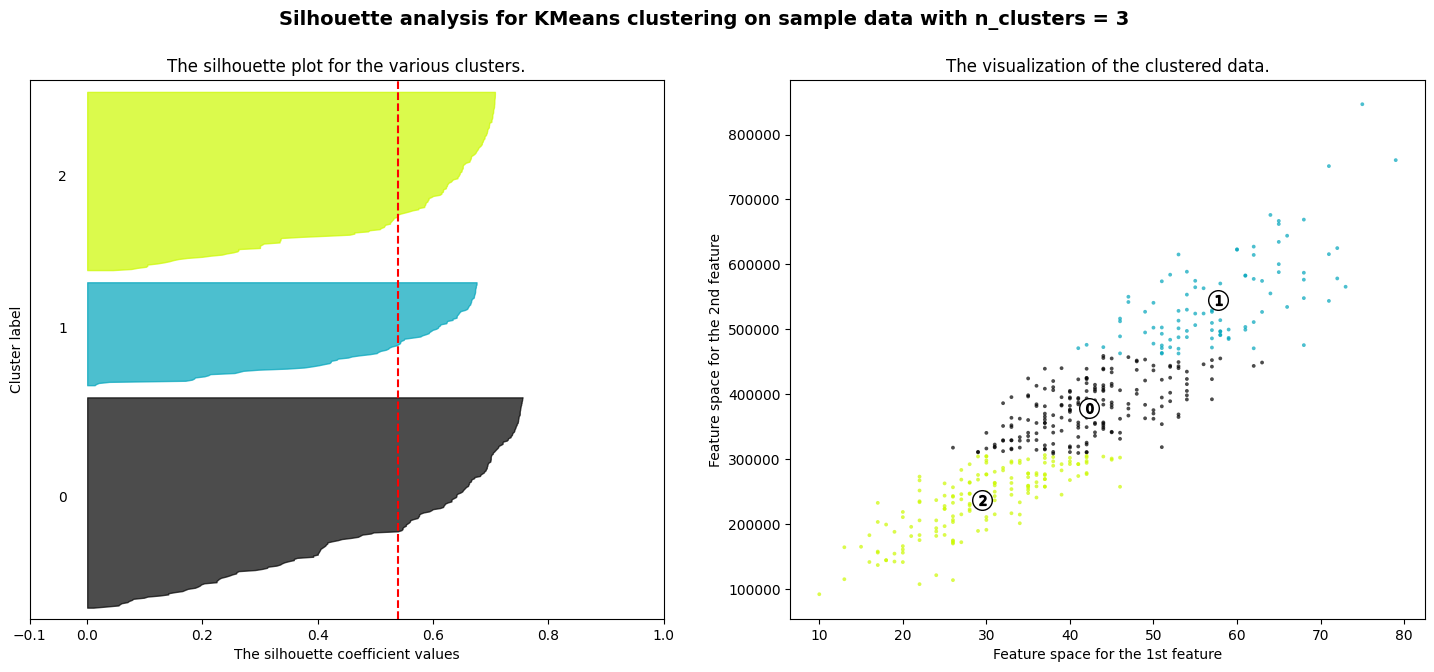 Silhouette analysis for KMeans clustering on sample data with n_clusters = 3
The silhouette plot for the various clusters.
Cluster label
2
1
0
−0.1 0.0 0.2 0.4 0.6 0.8 1.0
The silhouette coefficient values
The visualization of the clustered data.
Feature space for the 2nd feature
800000
700000
600000
500000
400000
300000
200000
100000
1
0
2
10 20 30 40 50 60 70 80
Feature space for the 1st feature